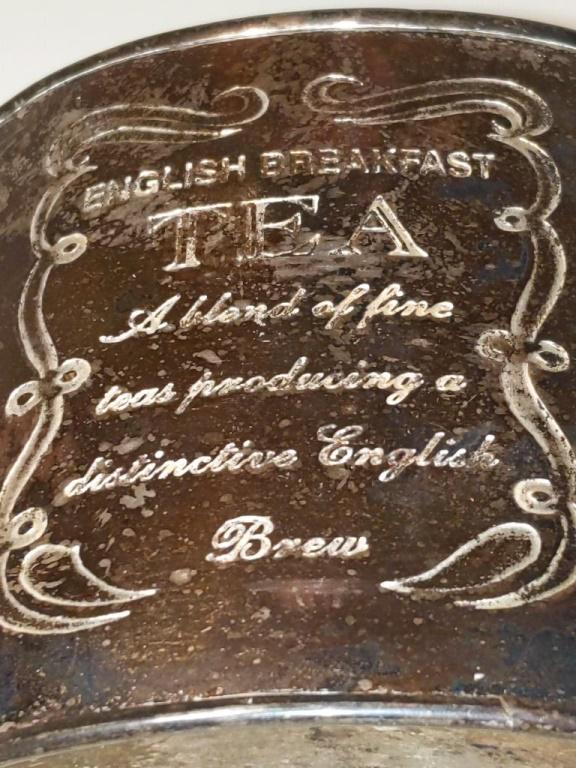 ENGLISH BREAKFAST
TEA
A blend of fine
teas producing a
distinctive English
Brew